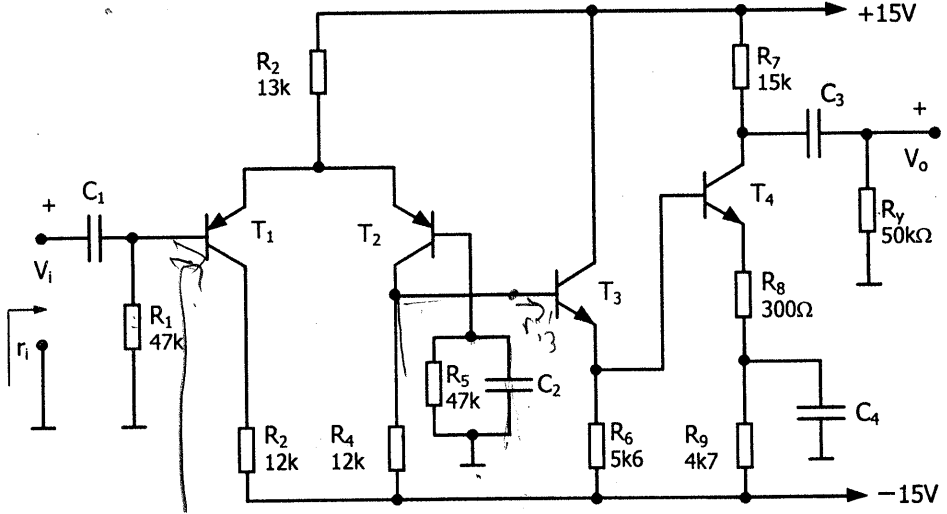 +15V
R₂
13k
R₇
15k
C₃
+
Vₒ
C₁
+
T₁
T₂
T₄
Rᵧ
50kΩ
Vᵢ
T₃
R₈
300Ω
R₁
47k
rᵢ
R₅
47k
C₂
C₄
R₂
12k
R₄
12k
R₆
5k6
R₉
4k7
−15V